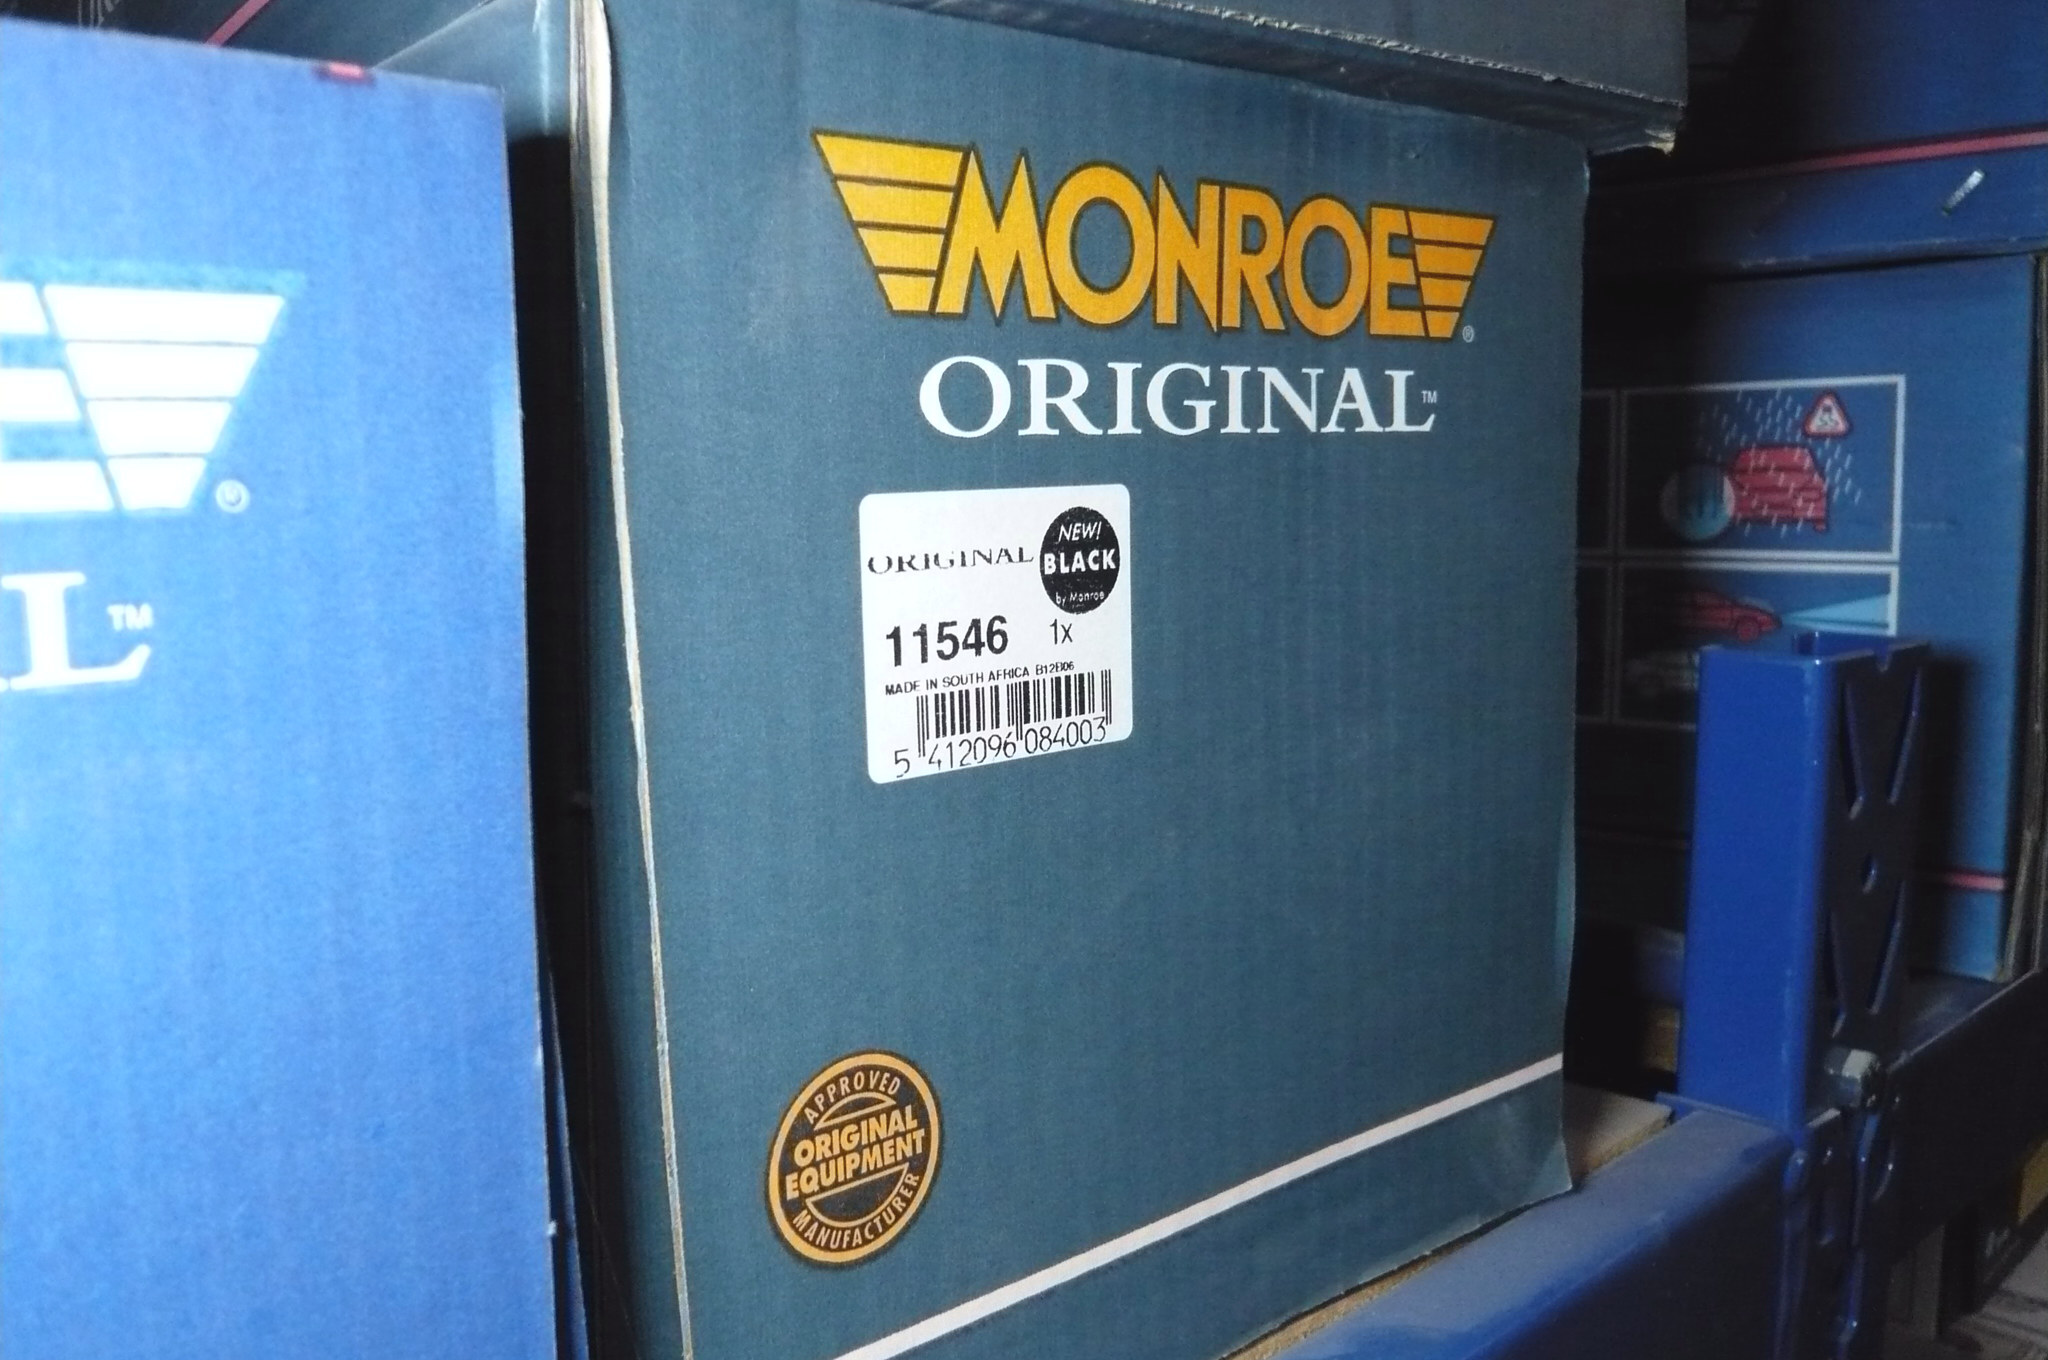 MONROE®
ORIGINAL™
ORIGINAL
NEW!
BLACK
by Monroe
11546 1x
MADE IN SOUTH AFRICA
5 412096 084003
APPROVED
ORIGINAL
EQUIPMENT
MANUFACTURER
E
®
L™